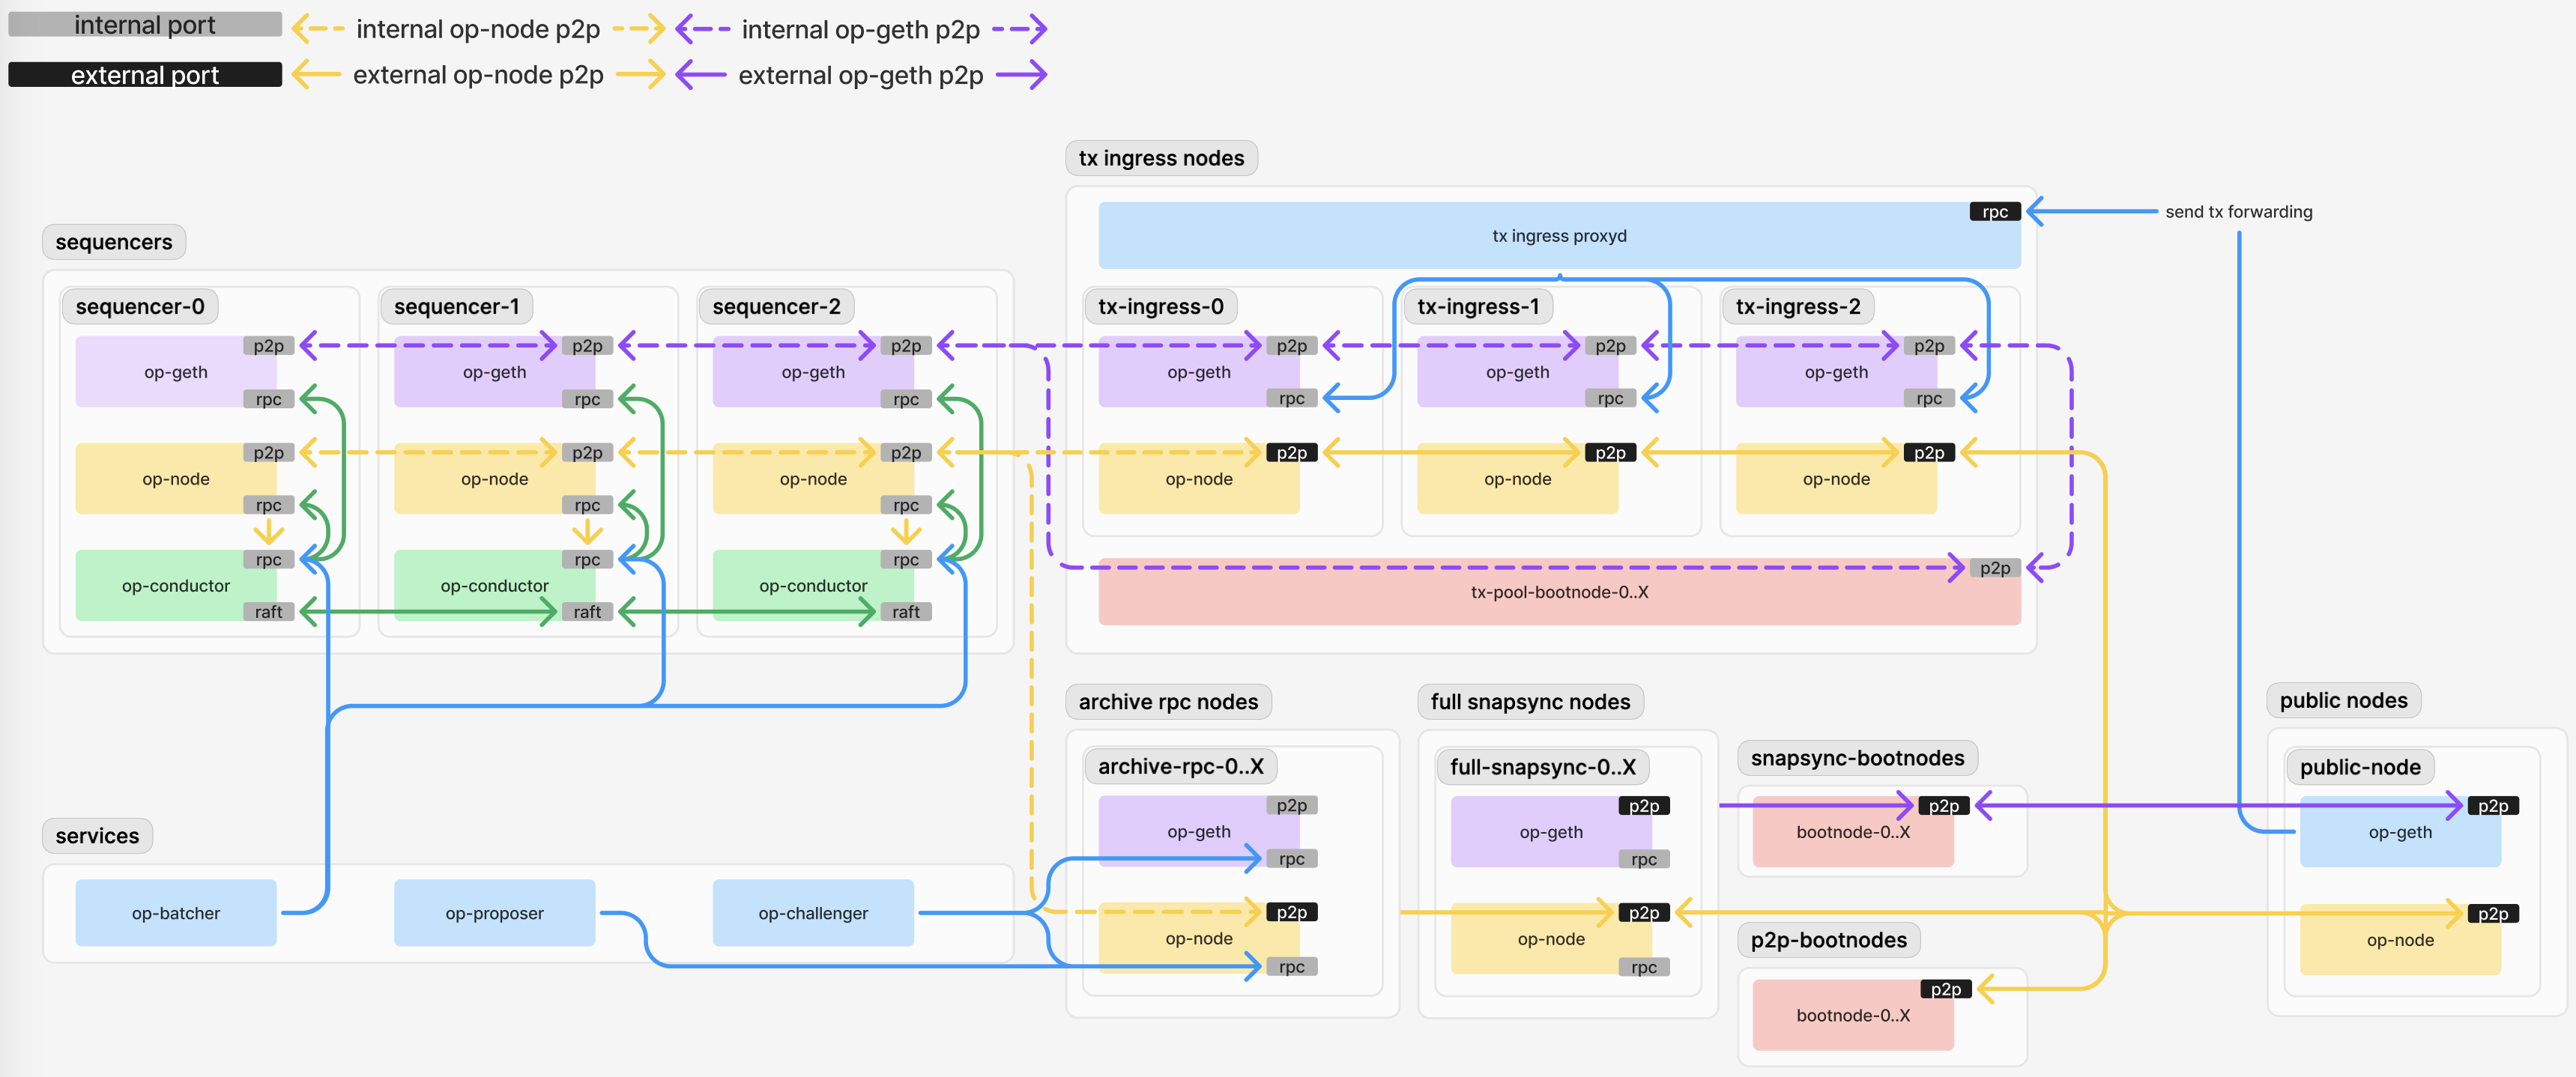 internal port
internal op-node p2p
internal op-geth p2p
external port
external op-node p2p
external op-geth p2p
sequencers
sequencer-0
op-geth
p2p
rpc
op-node
p2p
rpc
op-conductor
rpc
raft
sequencer-1
op-geth
p2p
rpc
op-node
p2p
rpc
op-conductor
rpc
raft
sequencer-2
op-geth
p2p
rpc
op-node
p2p
rpc
op-conductor
rpc
raft
tx ingress nodes
rpc
tx ingress proxyd
send tx forwarding
tx-ingress-0
p2p
op-geth
rpc
p2p
op-node
tx-ingress-1
p2p
op-geth
rpc
p2p
op-node
tx-ingress-2
p2p
op-geth
rpc
p2p
op-node
p2p
tx-pool-bootnode-0..X
services
op-batcher
op-proposer
op-challenger
archive rpc nodes
archive-rpc-0..X
p2p
op-geth
rpc
p2p
op-node
rpc
full snapsync nodes
full-snapsync-0..X
p2p
op-geth
rpc
p2p
op-node
rpc
snapsync-bootnodes
p2p
bootnode-0..X
p2p-bootnodes
p2p
bootnode-0..X
public nodes
public-node
p2p
op-geth
p2p
op-node